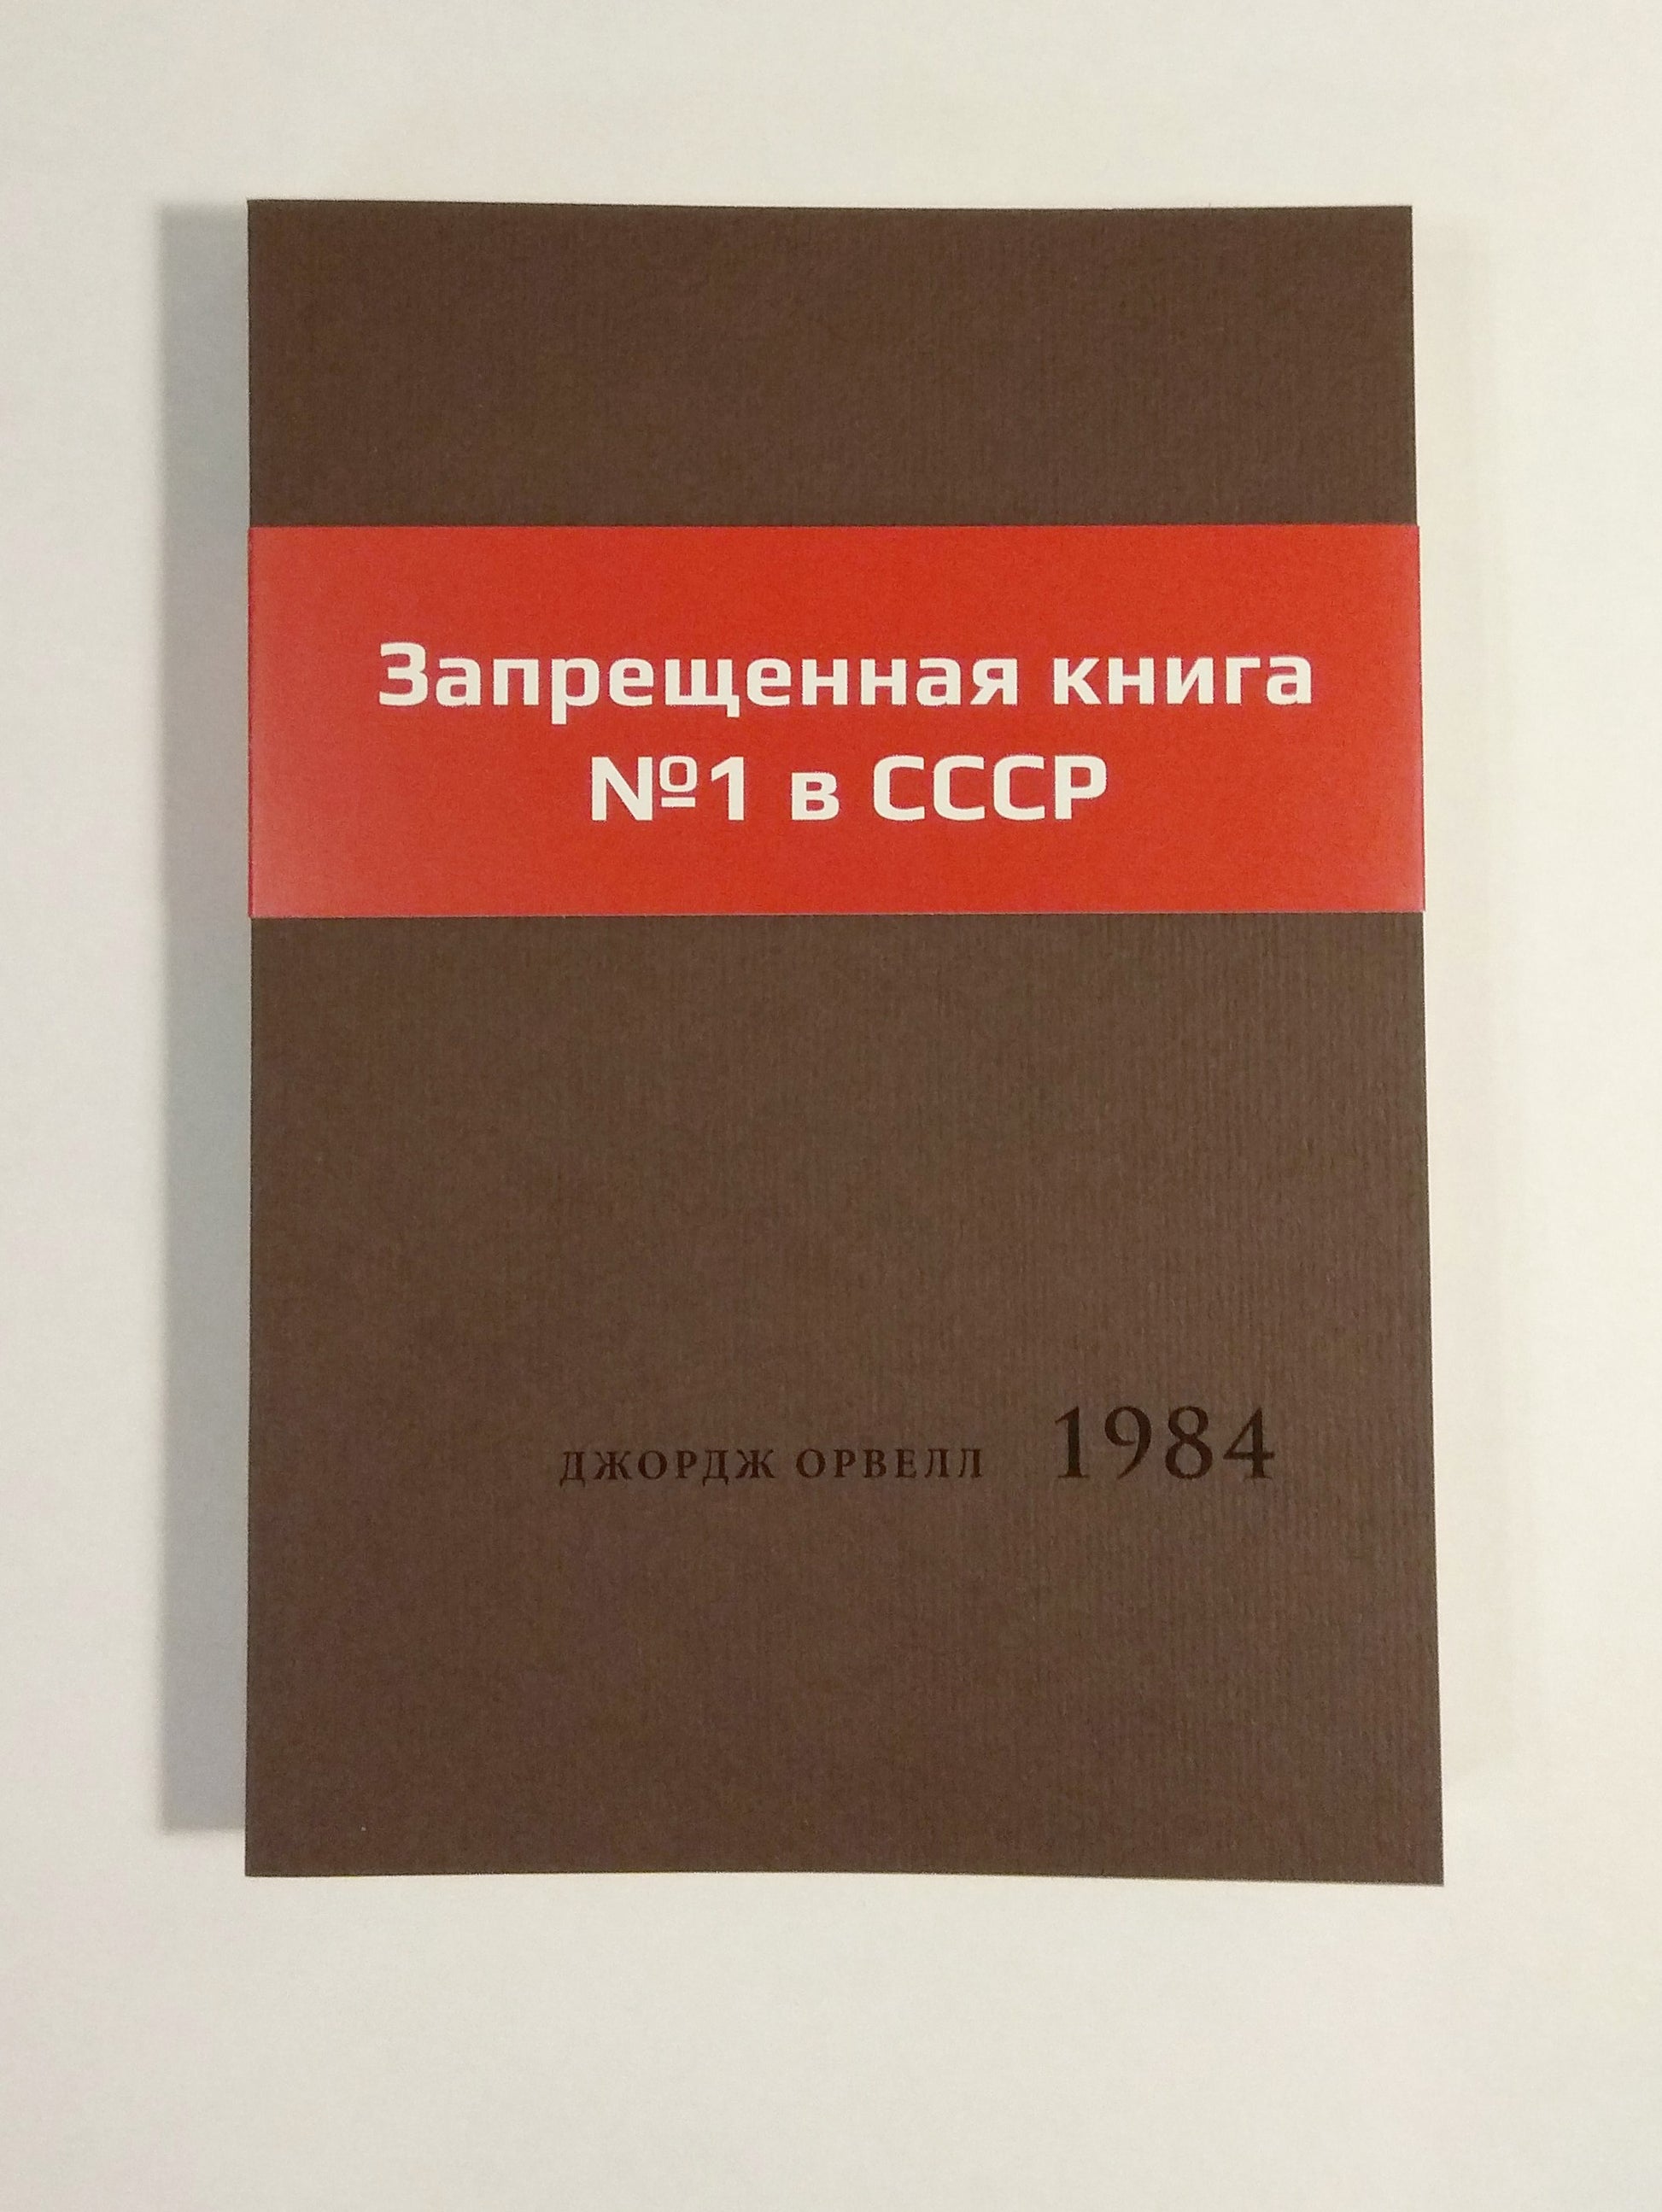 Запрещенная книга
№1 в СССР
ДЖОРДЖ ОРВЕЛЛ 1984